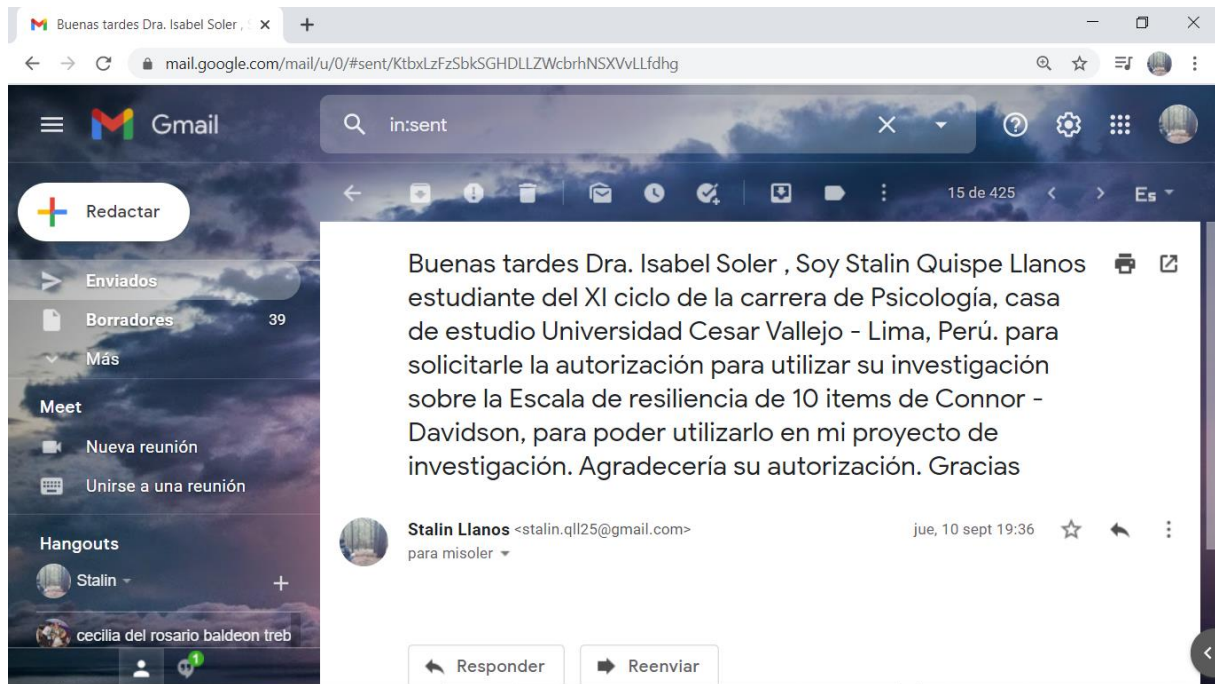 Buenas tardes Dra. Isabel Soler , S
mail.google.com/mail/u/0/#sent/KtbxLzFzSbkSGHDLLZWcbrhNSXVvLLfdhg
Gmail
in:sent
Redactar
15 de 425
Es
Enviados
Borradores 39
Más
Meet
Nueva reunión
Unirse a una reunión
Hangouts
Stalin
cecilia del rosario baldeon treb
1
Buenas tardes Dra. Isabel Soler , Soy Stalin Quispe Llanos
estudiante del XI ciclo de la carrera de Psicología, casa
de estudio Universidad Cesar Vallejo - Lima, Perú. para
solicitarle la autorización para utilizar su investigación
sobre la Escala de resiliencia de 10 items de Connor -
Davidson, para poder utilizarlo en mi proyecto de
investigación. Agradecería su autorización. Gracias
Stalin Llanos <stalin.qll25@gmail.com>
jue, 10 sept 19:36
para misoler
Responder
Reenviar